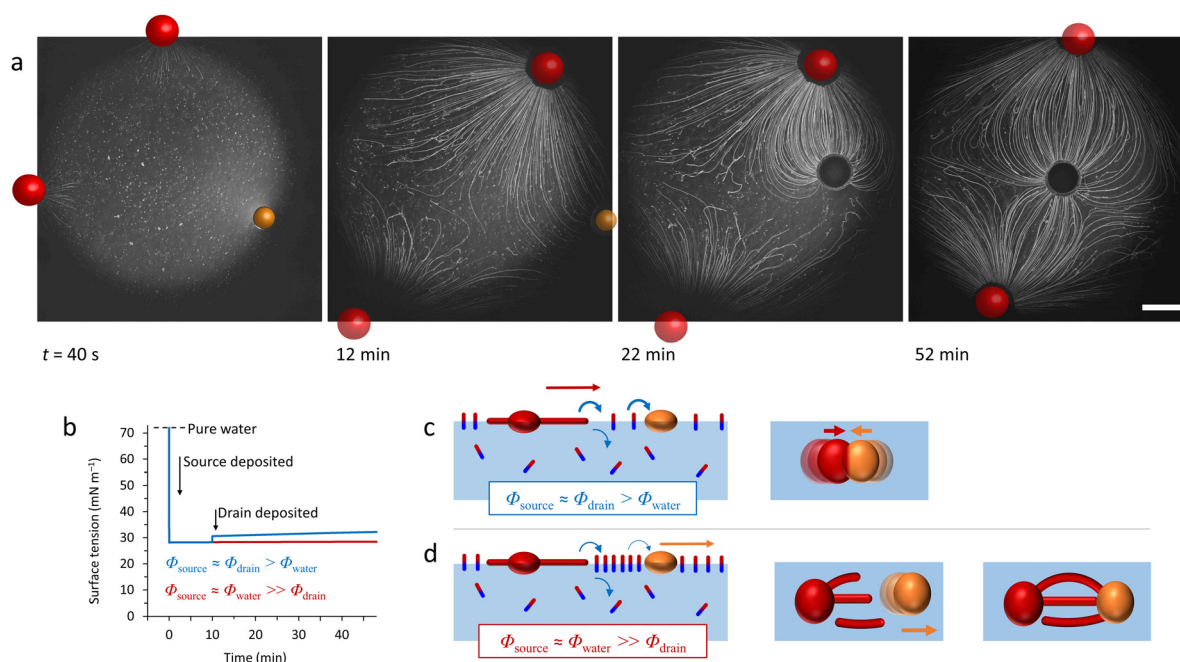 a
t = 40 s
12 min
22 min
52 min
b
Surface tension (mN m⁻¹)
70
60
50
40
30
20
10
0
Pure water
Source deposited
Drain deposited
Φsource ≈ Φdrain > Φwater
Φsource ≈ Φwater >> Φdrain
0
10
20
30
40
Time (min)
c
Φsource ≈ Φdrain > Φwater
d
Φsource ≈ Φwater >> Φdrain